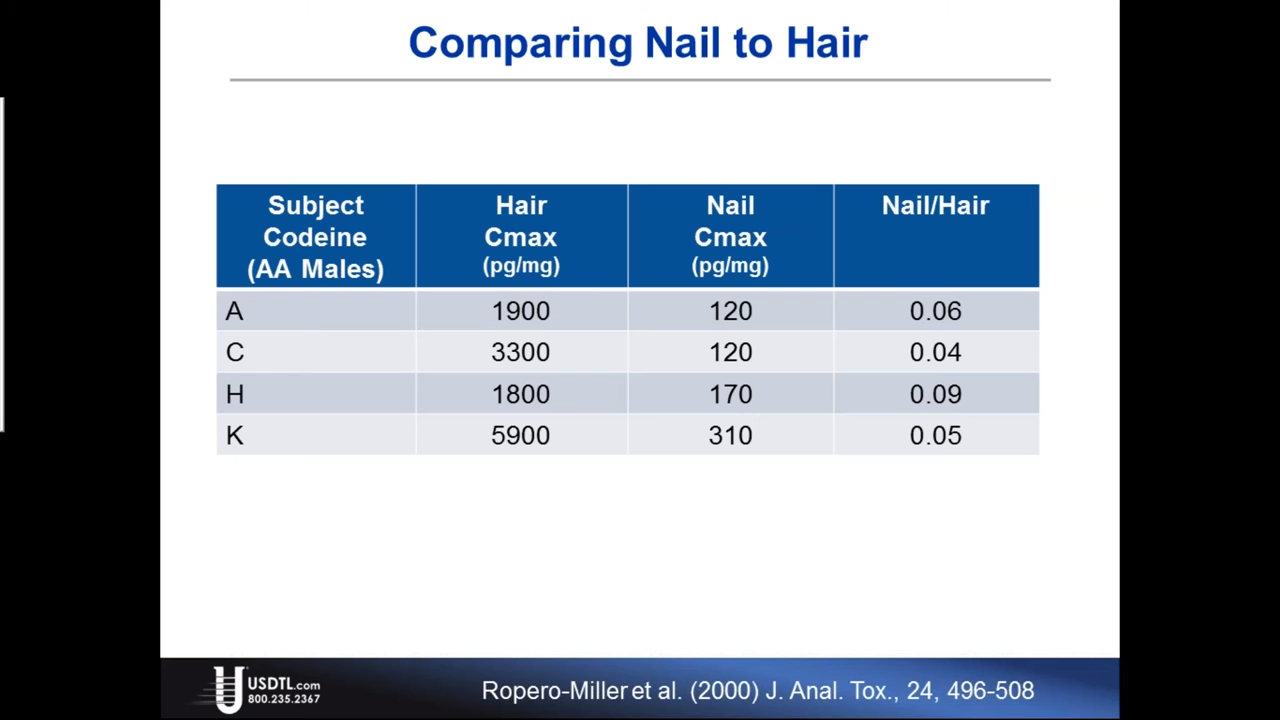 Comparing Nail to Hair
Subject Codeine (AA Males) Hair Cmax (pg/mg) Nail Cmax (pg/mg) Nail/Hair
A 1900 120 0.06
C 3300 120 0.04
H 1800 170 0.09
K 5900 310 0.05
USDTL.com
800.235.2367
Ropero-Miller et al. (2000) J. Anal. Tox., 24, 496-508